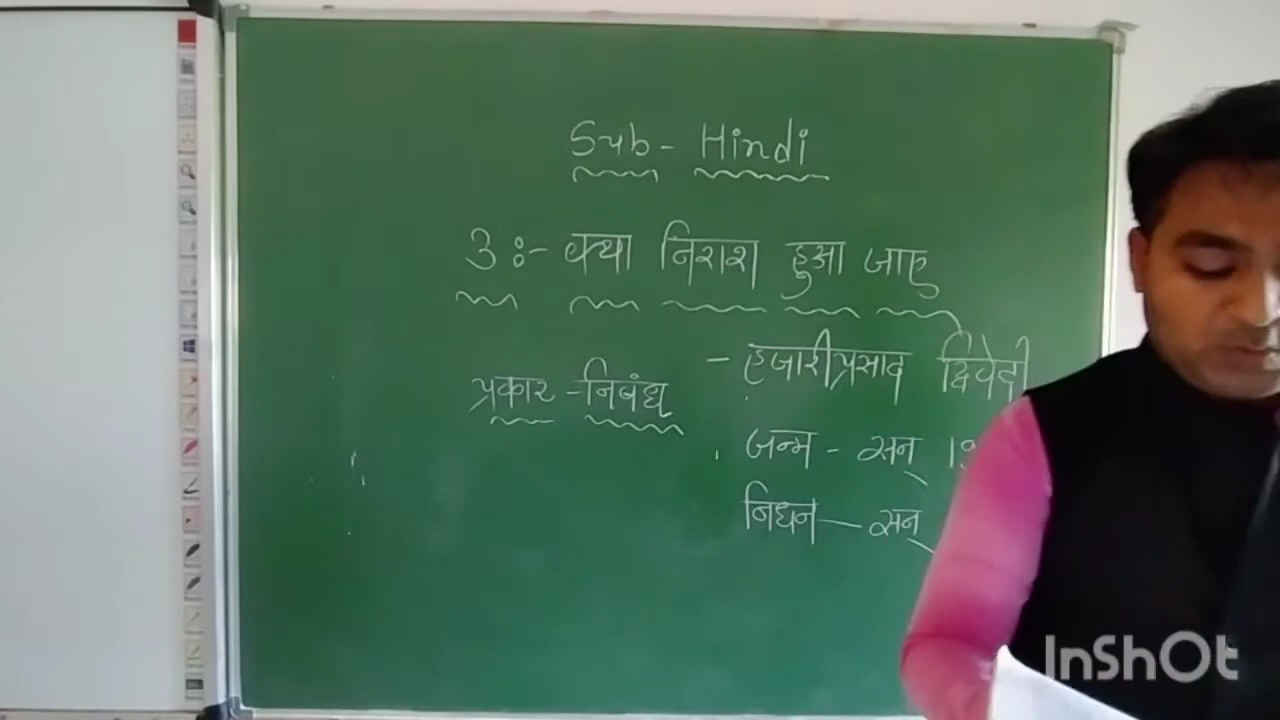 Sub - Hindi
3 :- क्या निराश हुआ जाए
- हजारीप्रसाद द्विवेदी
प्रकार - निबंध
जन्म - सन्
निधन - सन्
InShOt